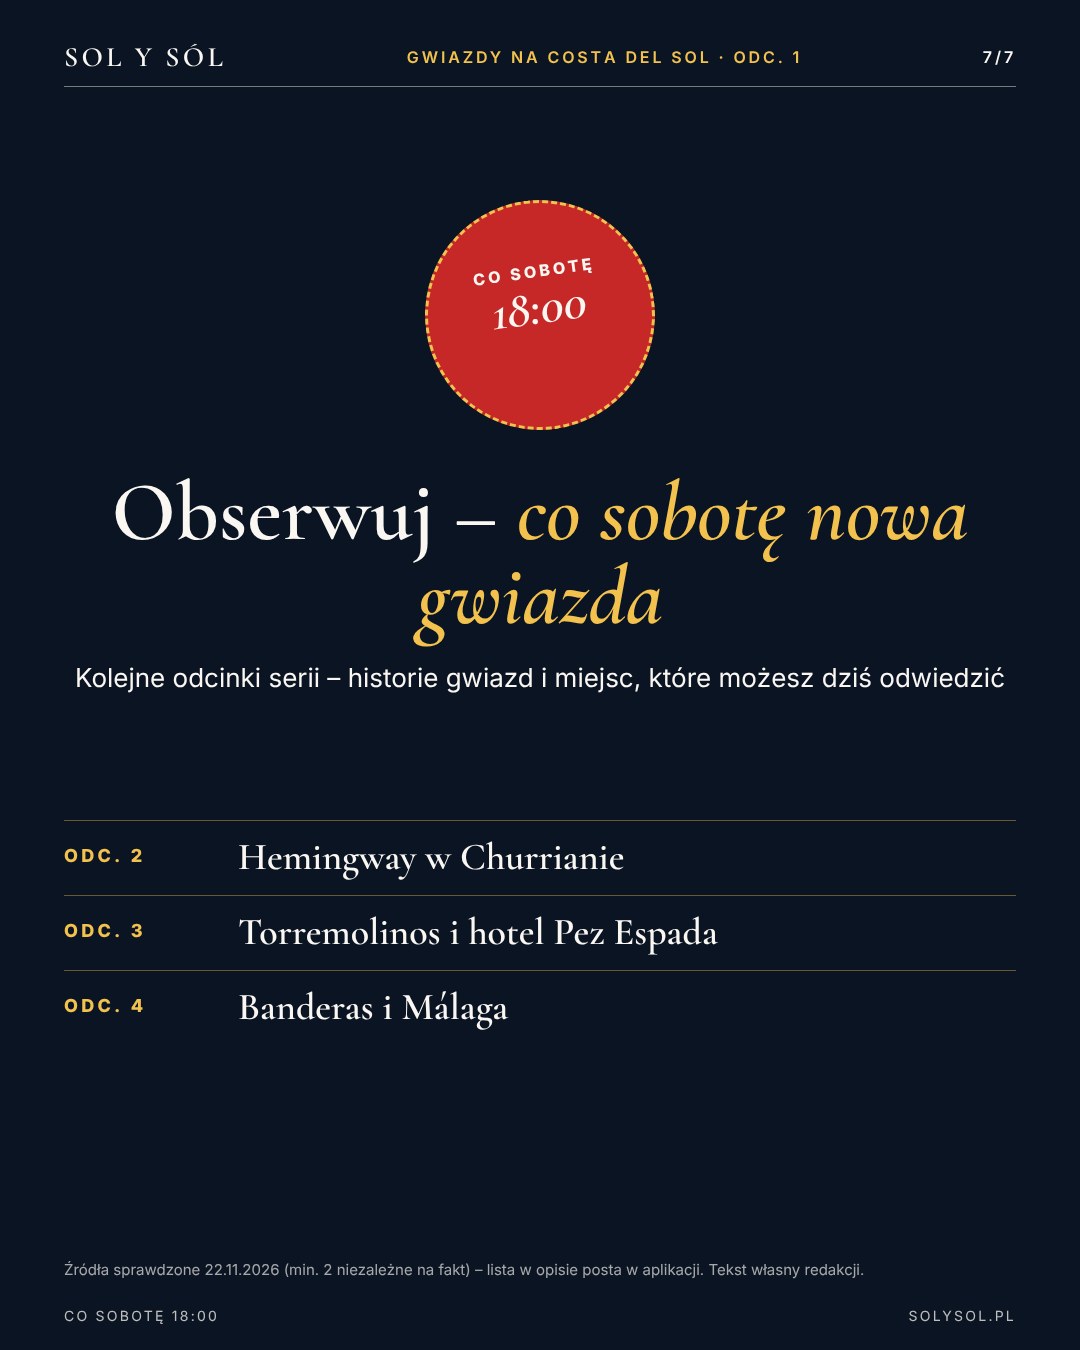 SOL Y SÓL
GWIAZDY NA COSTA DEL SOL · ODC. 1
7/7
CO SOBOTĘ
18:00
Obserwuj – co sobotę nowa
gwiazda
Kolejne odcinki serii – historie gwiazd i miejsc, które możesz dziś odwiedzić
ODC. 2 Hemingway w Churrianie
ODC. 3 Torremolinos i hotel Pez Espada
ODC. 4 Banderas i Málaga
Źródła sprawdzone 22.11.2026 (min. 2 niezależne na fakt) – lista w opisie posta w aplikacji. Tekst własny redakcji.
CO SOBOTĘ 18:00
SOLYSOL.PL